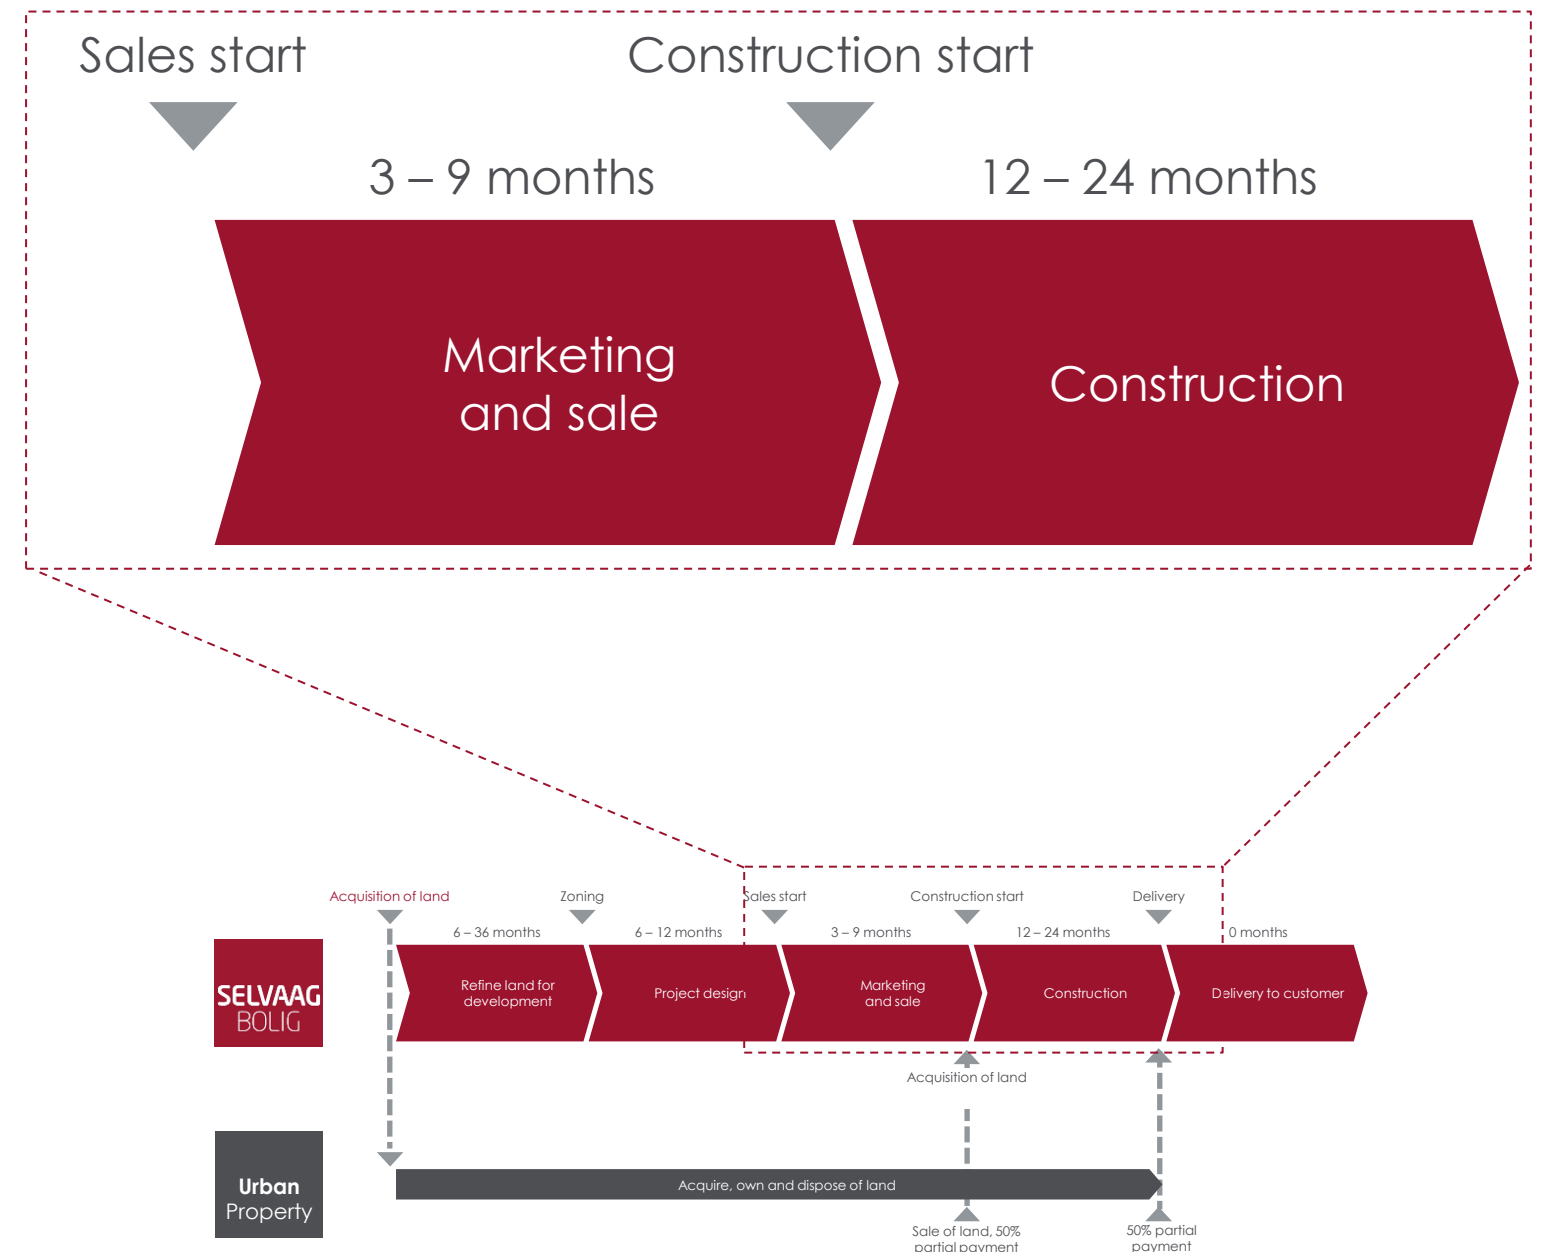 Sales start
Construction start
3 – 9 months
12 – 24 months
Marketing
and sale
Construction
Acquisition of land
Zoning
Sales start
Construction start
Delivery
6 – 36 months
6 – 12 months
3 – 9 months
12 – 24 months
0 months
SELVAAG
BOLIG
Refine land for
development
Project design
Marketing
and sale
Construction
Delivery to customer
Acquisition of land
Urban
Property
Acquire, own and dispose of land
Sale of land, 50%
partial payment
50% partial
payment